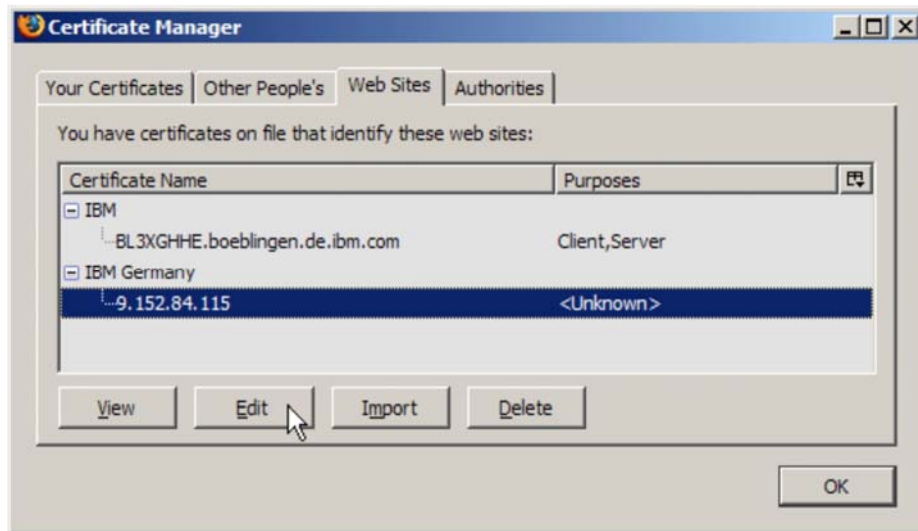 Certificate Manager
Your Certificates Other People's Web Sites Authorities
You have certificates on file that identify these web sites:
Certificate Name Purposes
IBM
BL3XGHHE.boeblingen.de.ibm.com Client,Server
IBM Germany
9.152.84.115 <Unknown>
View Edit Import Delete
OK